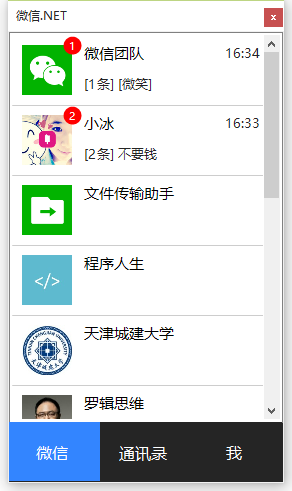 微信.NET
x
1
微信团队 16:34
[1条] [微笑]
2
小冰 16:33
[2条] 不要钱
文件传输助手
</>
程序人生
天津城建大学
罗辑思维
微信 通讯录 我